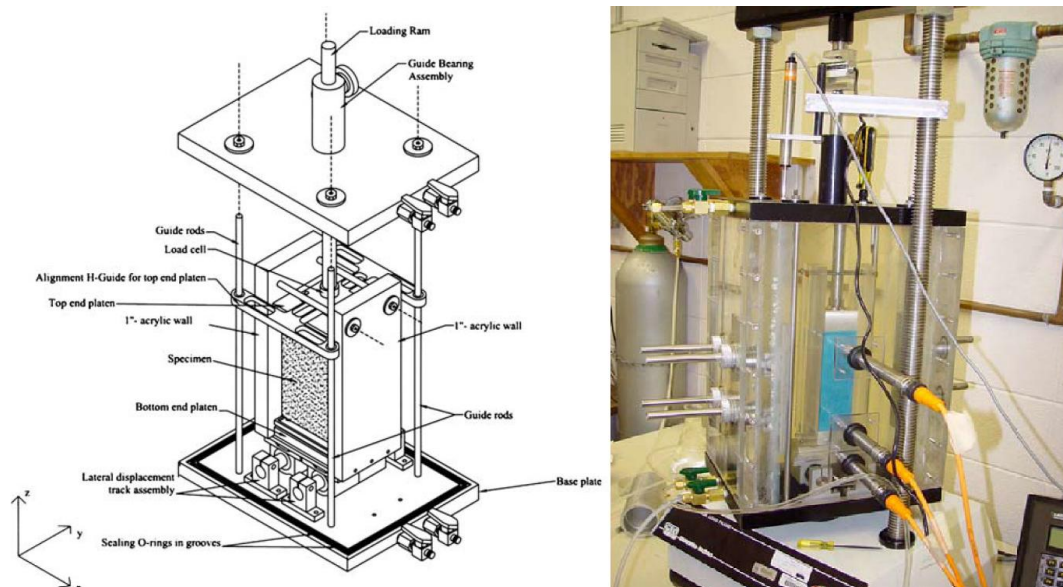 Loading Ram
Guide Bearing
Assembly
Guide rods
Load cell
Alignment H-Guide for top end platen
Top end platen
1"- acrylic wall
1"- acrylic wall
Specimen
Bottom end platen
Guide rods
Lateral displacement
track assembly
Base plate
Sealing O-rings in grooves
z
y